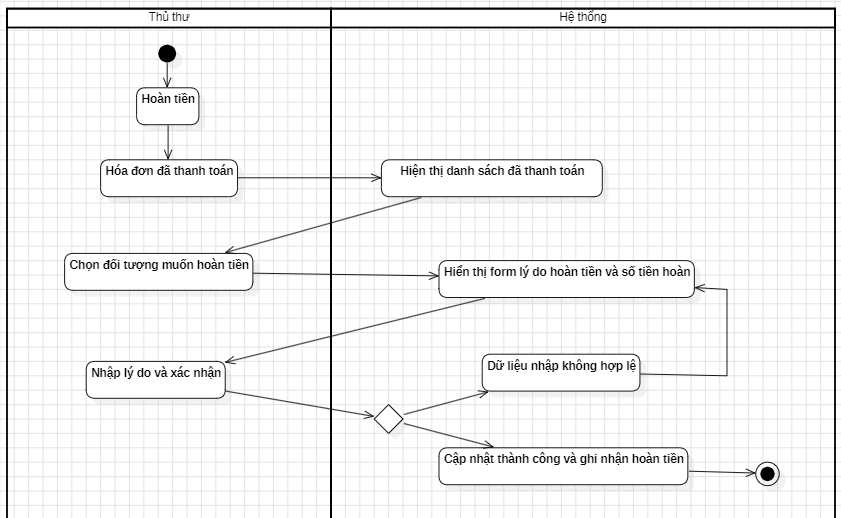 Thủ thư
Hệ thống
Hoàn tiền
Hóa đơn đã thanh toán
Hiện thị danh sách đã thanh toán
Chọn đối tượng muốn hoàn tiền
Hiển thị form lý do hoàn tiền và số tiền hoàn
Nhập lý do và xác nhận
Dữ liệu nhập không hợp lệ
Cập nhật thành công và ghi nhận hoàn tiền